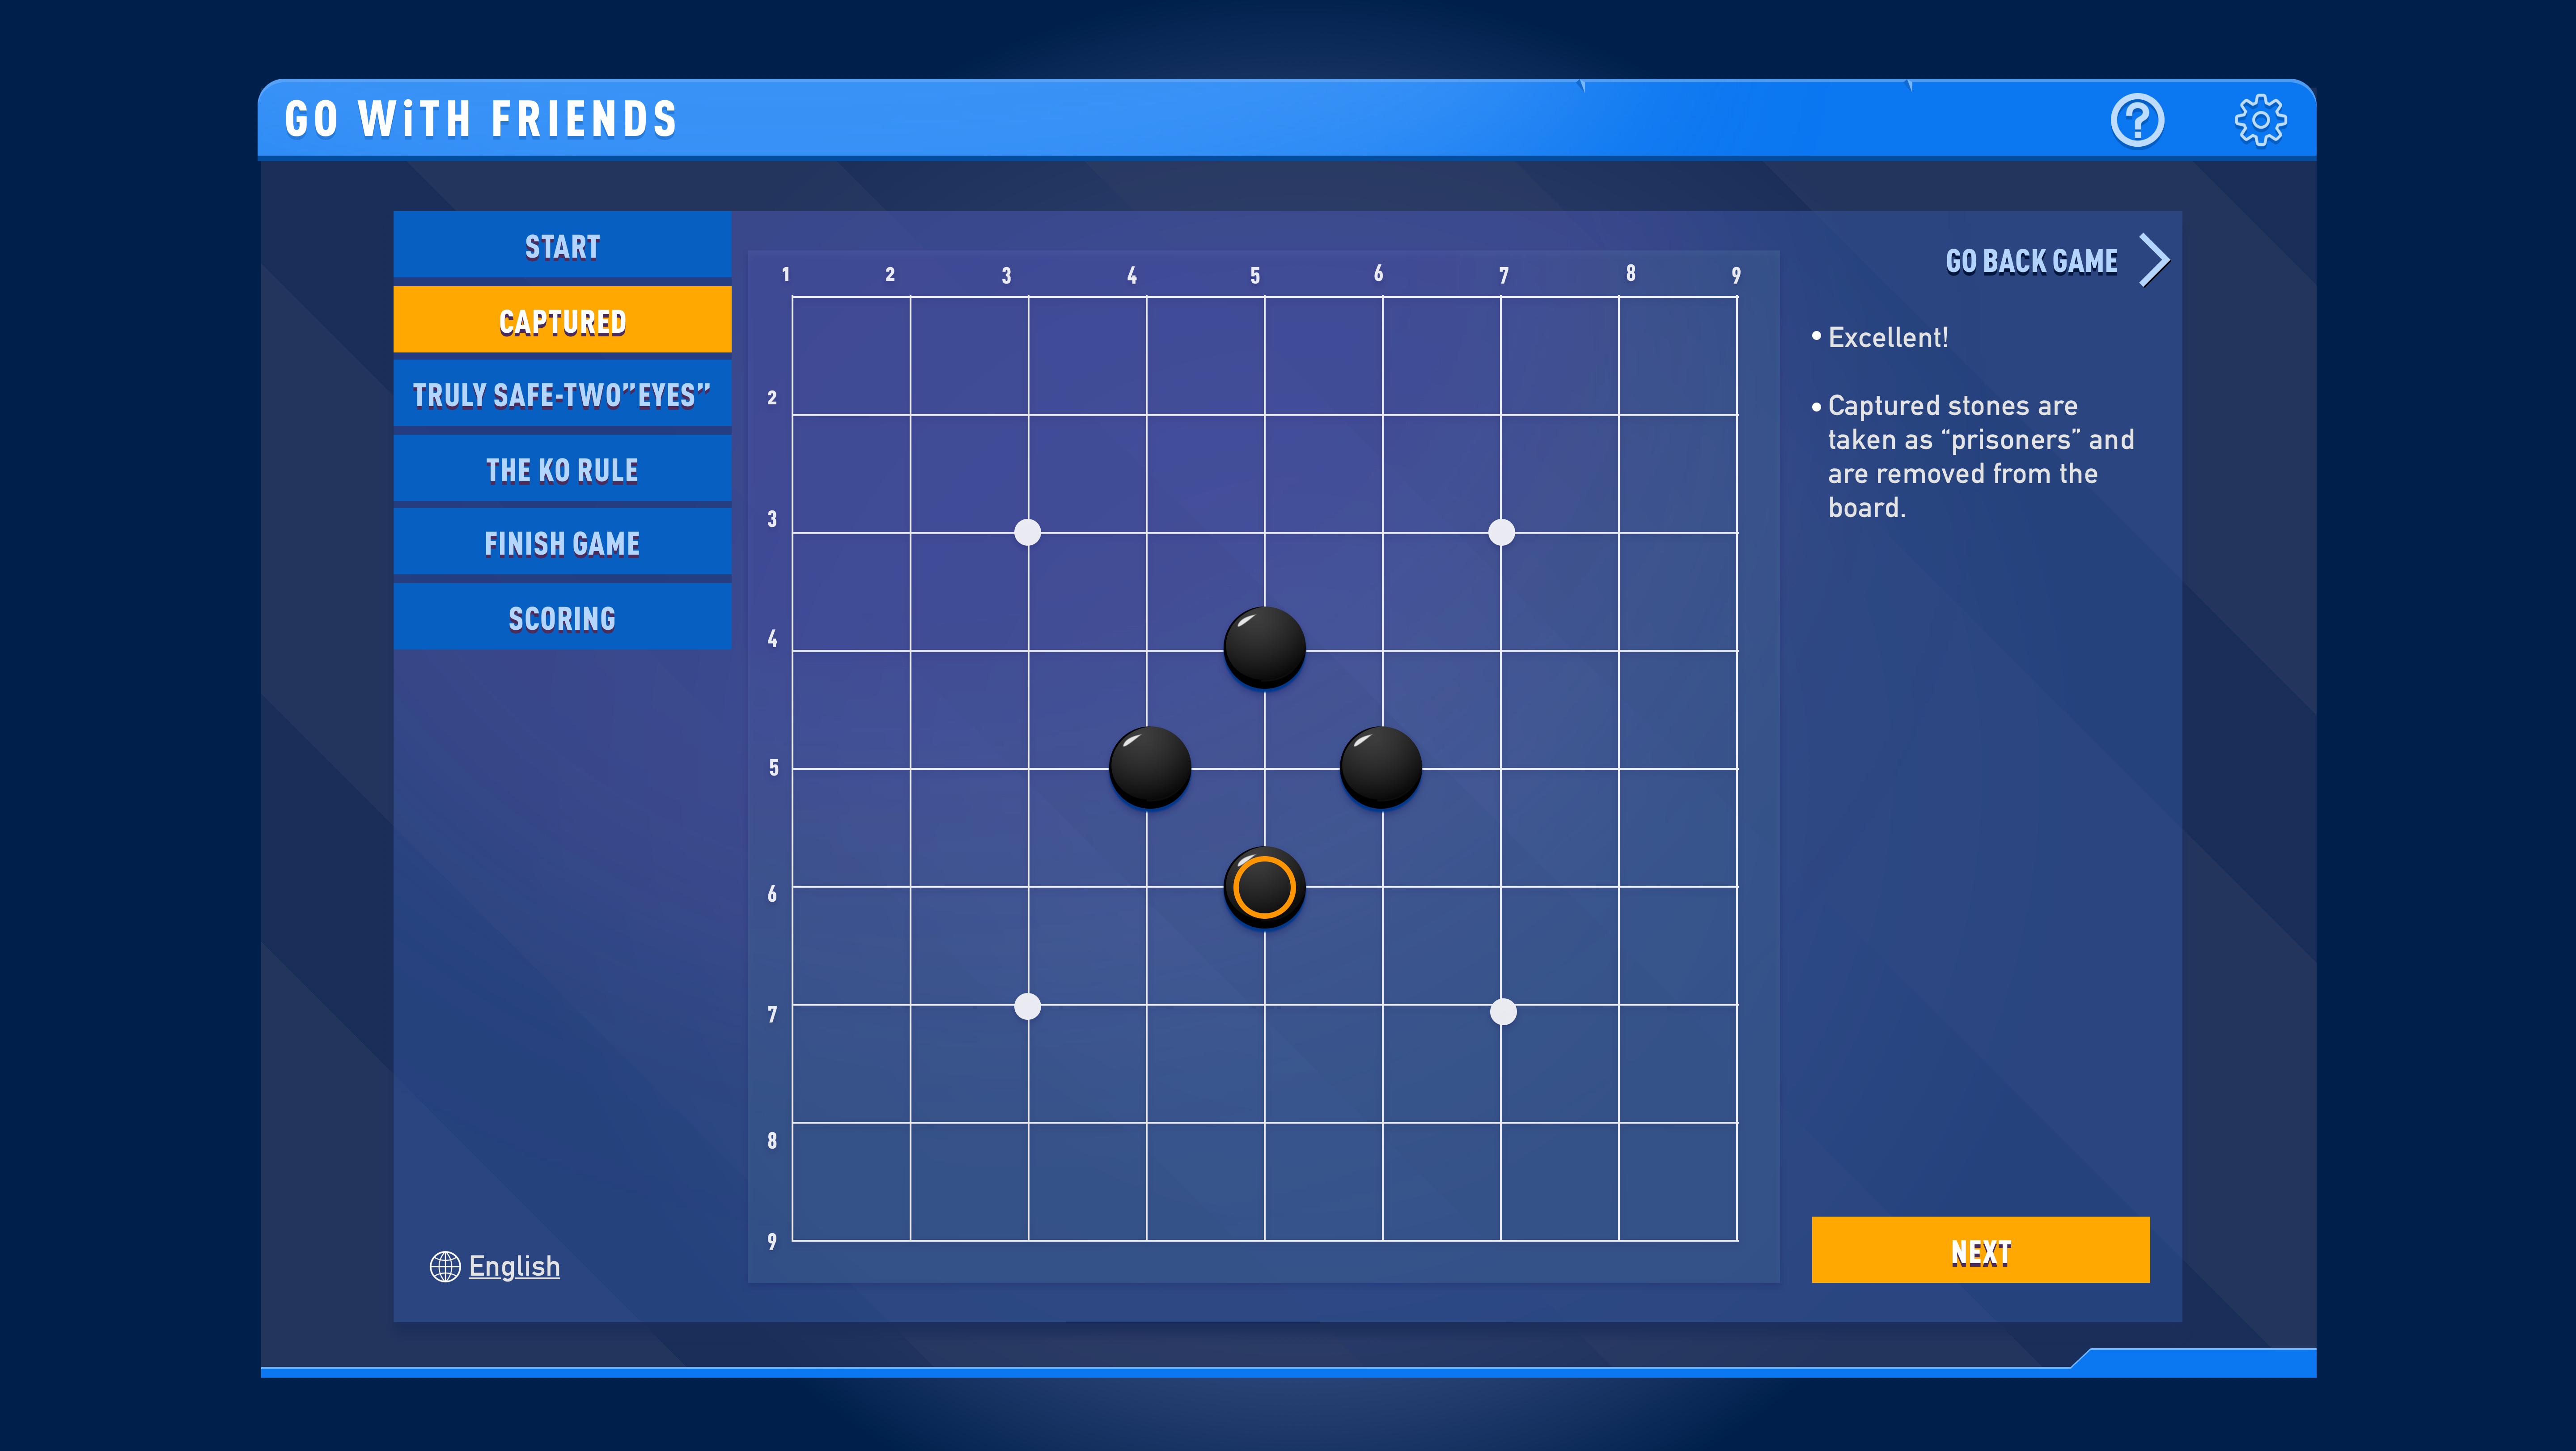 GO WiTH FRIENDS
START
CAPTURED
TRULY SAFE-TWO”EYES”
THE KO RULE
FINISH GAME
SCORING
English
1 2 3 4 5 6 7 8 9
2
3
4
5
6
7
8
9
GO BACK GAME
• Excellent!
• Captured stones are
taken as “prisoners” and
are removed from the
board.
NEXT